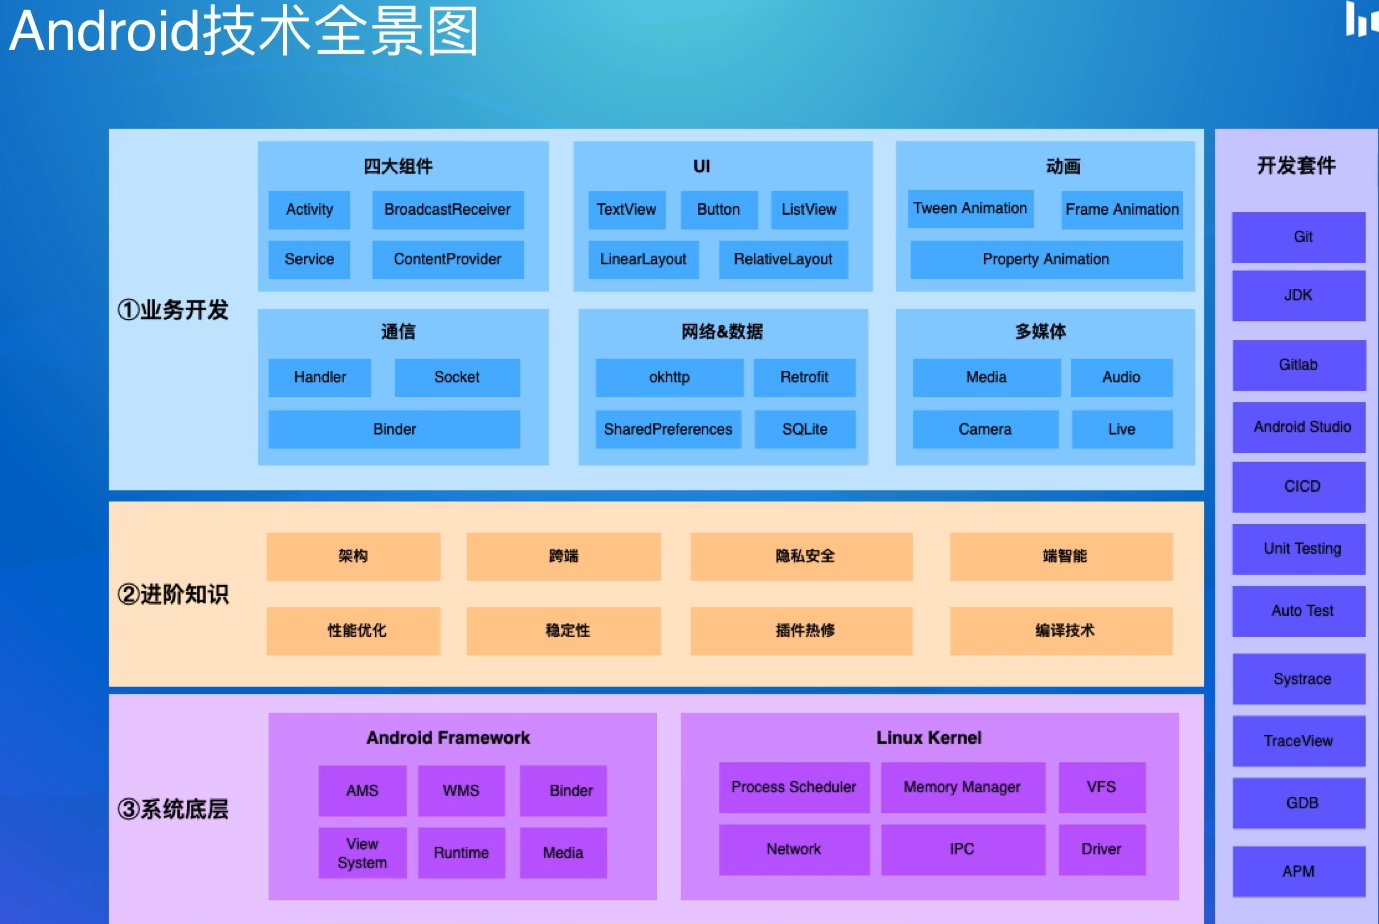 Android技术全景图
①业务开发
四大组件
Activity
BroadcastReceiver
Service
ContentProvider
UI
TextView
Button
ListView
LinearLayout
RelativeLayout
动画
Tween Animation
Frame Animation
Property Animation
通信
Handler
Socket
Binder
网络&数据
okhttp
Retrofit
SharedPreferences
SQLite
多媒体
Media
Audio
Camera
Live
②进阶知识
架构
跨端
隐私安全
端智能
性能优化
稳定性
插件热修
编译技术
③系统底层
Android Framework
AMS
WMS
Binder
View
System
Runtime
Media
Linux Kernel
Process Scheduler
Memory Manager
VFS
Network
IPC
Driver
开发套件
Git
JDK
Gitlab
Android Studio
CICD
Unit Testing
Auto Test
Systrace
TraceView
GDB
APM